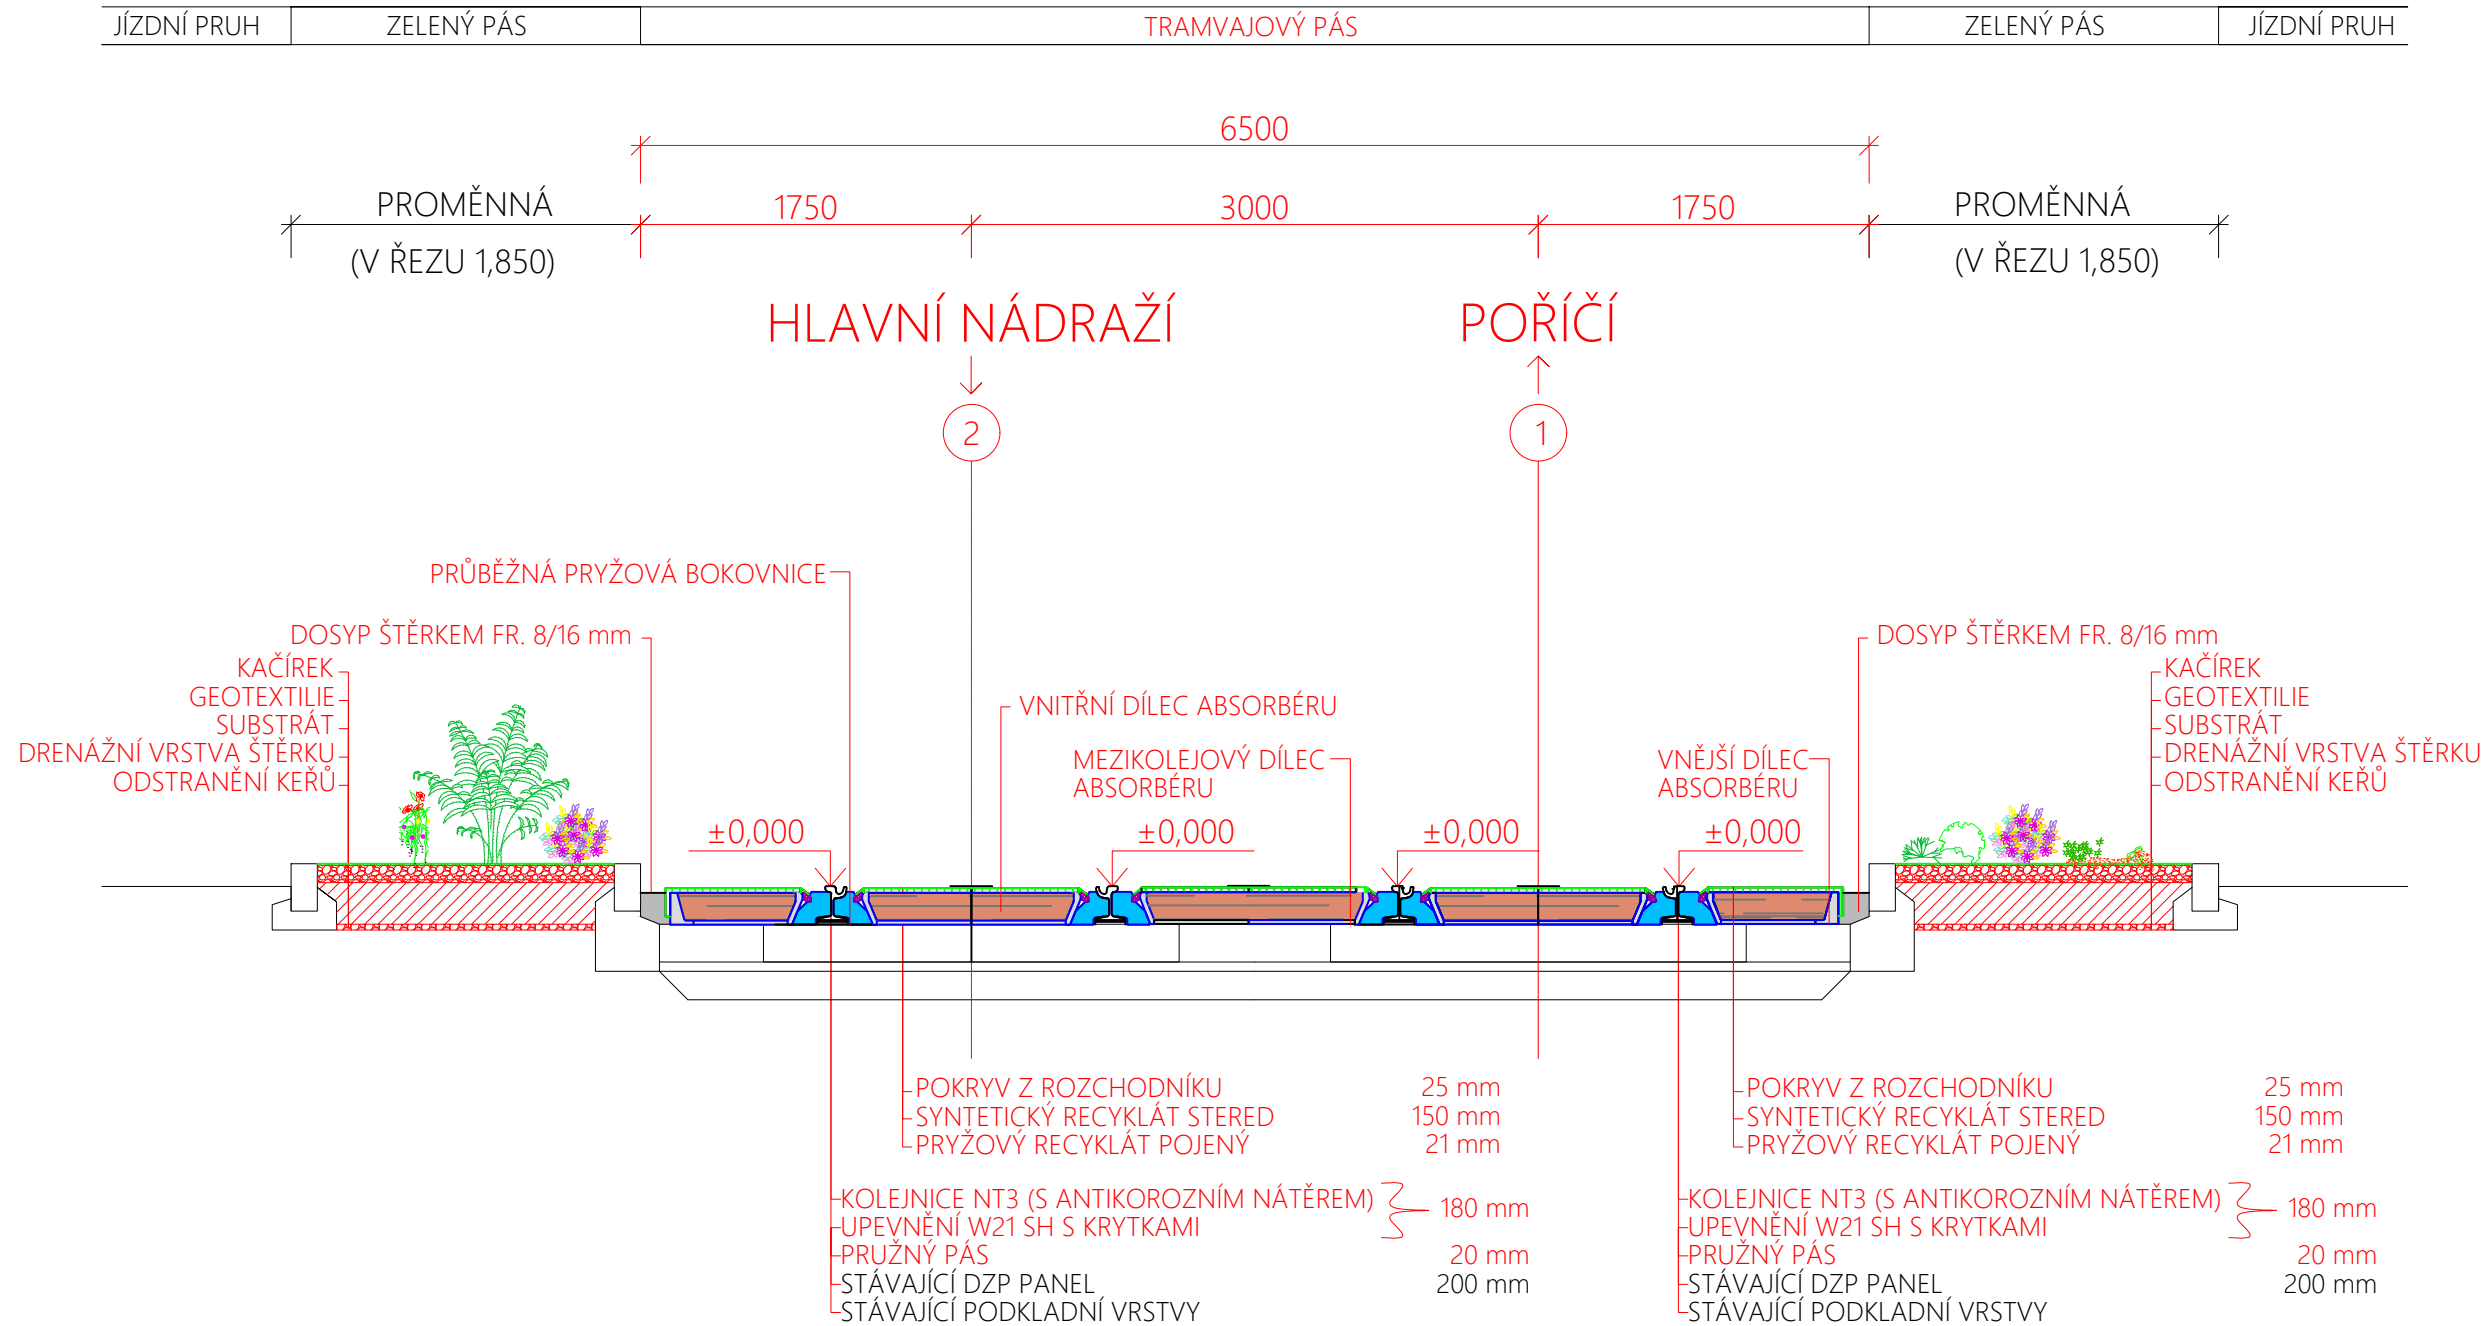 JÍZDNÍ PRUH
ZELENÝ PÁS
TRAMVAJOVÝ PÁS
ZELENÝ PÁS
JÍZDNÍ PRUH
6500
PROMĚNNÁ
(V ŘEZU 1,850)
1750
3000
1750
PROMĚNNÁ
(V ŘEZU 1,850)
HLAVNÍ NÁDRAŽÍ
POŘÍČÍ
2
1
PRŮBĚŽNÁ PRYŽOVÁ BOKOVNICE
DOSYP ŠTĚRKEM FR. 8/16 mm
KAČÍREK
GEOTEXTILIE
SUBSTRÁT
DRENÁŽNÍ VRSTVA ŠTĚRKU
ODSTRANĚNÍ KEŘŮ
VNITŘNÍ DÍLEC ABSORBÉRU
MEZIKOLEJOVÝ DÍLEC
ABSORBÉRU
VNĚJŠÍ DÍLEC
ABSORBÉRU
DOSYP ŠTĚRKEM FR. 8/16 mm
KAČÍREK
GEOTEXTILIE
SUBSTRÁT
DRENÁŽNÍ VRSTVA ŠTĚRKU
ODSTRANĚNÍ KEŘŮ
±0,000
±0,000
±0,000
±0,000
POKRYV Z ROZCHODNÍKU 25 mm
SYNTETICKÝ RECYKLÁT STERED 150 mm
PRYŽOVÝ RECYKLÁT POJENÝ 21 mm
KOLEJNICE NT3 (S ANTIKOROZNÍM NÁTĚREM)
UPEVNĚNÍ W21 SH S KRYTKAMI
180 mm
PRUŽNÝ PÁS 20 mm
STÁVAJÍCÍ DZP PANEL 200 mm
STÁVAJÍCÍ PODKLADNÍ VRSTVY
POKRYV Z ROZCHODNÍKU 25 mm
SYNTETICKÝ RECYKLÁT STERED 150 mm
PRYŽOVÝ RECYKLÁT POJENÝ 21 mm
KOLEJNICE NT3 (S ANTIKOROZNÍM NÁTĚREM)
UPEVNĚNÍ W21 SH S KRYTKAMI
180 mm
PRUŽNÝ PÁS 20 mm
STÁVAJÍCÍ DZP PANEL 200 mm
STÁVAJÍCÍ PODKLADNÍ VRSTVY